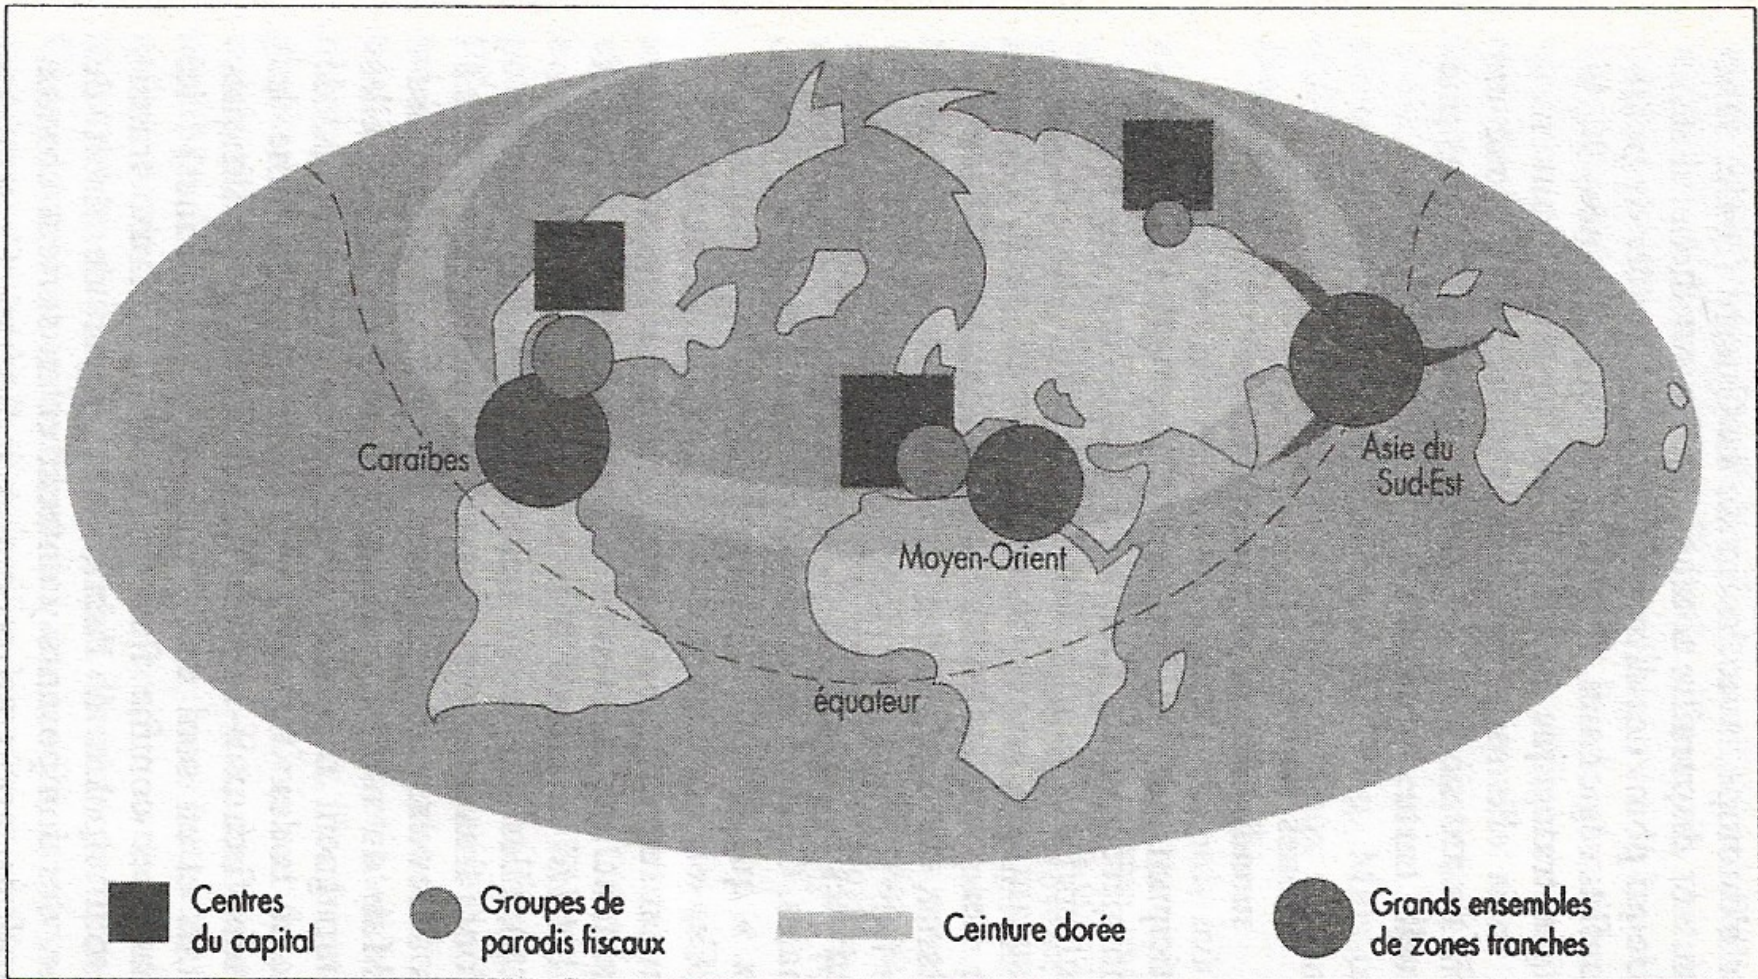 Caraïbes
Moyen-Orient
Asie du
Sud-Est
équateur
Centres
du capital
Groupes de
paradis fiscaux
Ceinture dorée
Grands ensembles
de zones franches